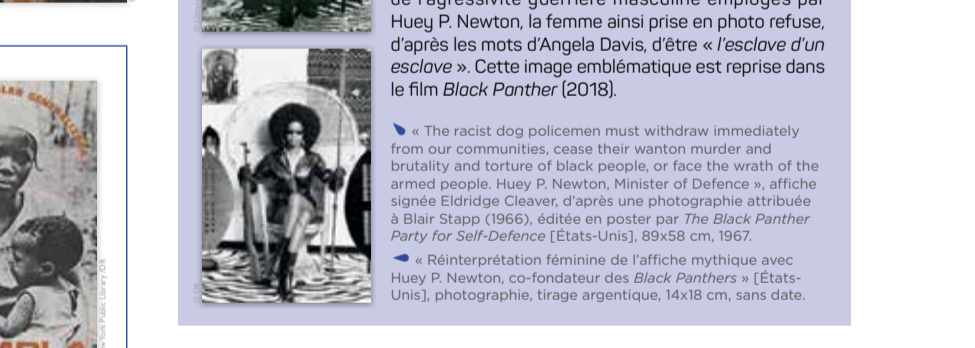 de l'agressivité guerrière masculine employés par
Huey P. Newton, la femme ainsi prise en photo refuse,
d'après les mots d'Angela Davis, d'être « l'esclave d'un
esclave ». Cette image emblématique est reprise dans
le film Black Panther (2018).
« The racist dog policemen must withdraw immediately
from our communities, cease their wanton murder and
brutality and torture of black people, or face the wrath of the
armed people. Huey P. Newton, Minister of Defence », affiche
signée Eldridge Cleaver, d'après une photographie attribuée
à Blair Stapp (1966), éditée en poster par The Black Panther
Party for Self-Defence [États-Unis], 89x58 cm, 1967.
« Réinterprétation féminine de l'affiche mythique avec
Huey P. Newton, co-fondateur des Black Panthers » [États-
Unis], photographie, tirage argentique, 14x18 cm, sans date.
York Public Library /DR